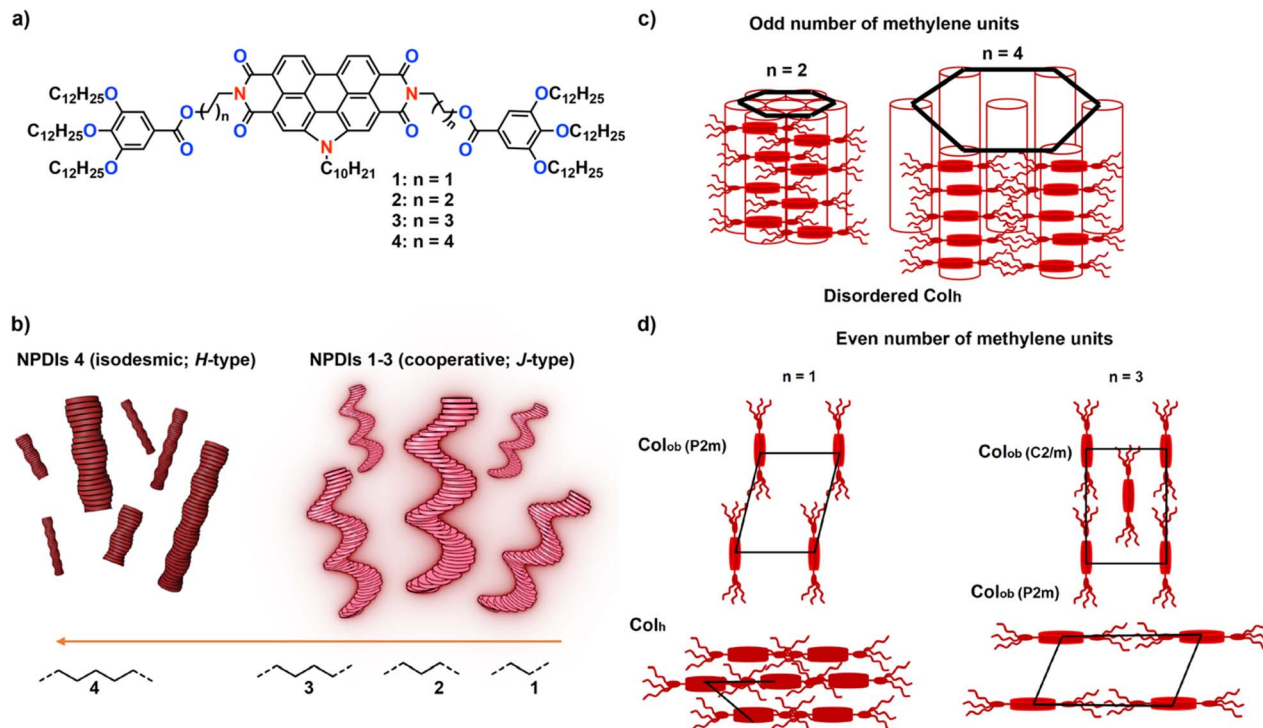 a)
C12H25O
C12H25O
C12H25O
O
O
( )n
O
N
O
O
N
O
N
C10H21
( )n
O
O
OC12H25
OC12H25
OC12H25
1: n = 1
2: n = 2
3: n = 3
4: n = 4
b)
NPDIs 4 (isodesmic; H-type)
NPDIs 1-3 (cooperative; J-type)
4
3
2
1
c)
Odd number of methylene units
n = 2
n = 4
Disordered Colh
d)
Even number of methylene units
n = 1
n = 3
Colob (P2m)
Colob (C2/m)
Colh
Colob (P2m)